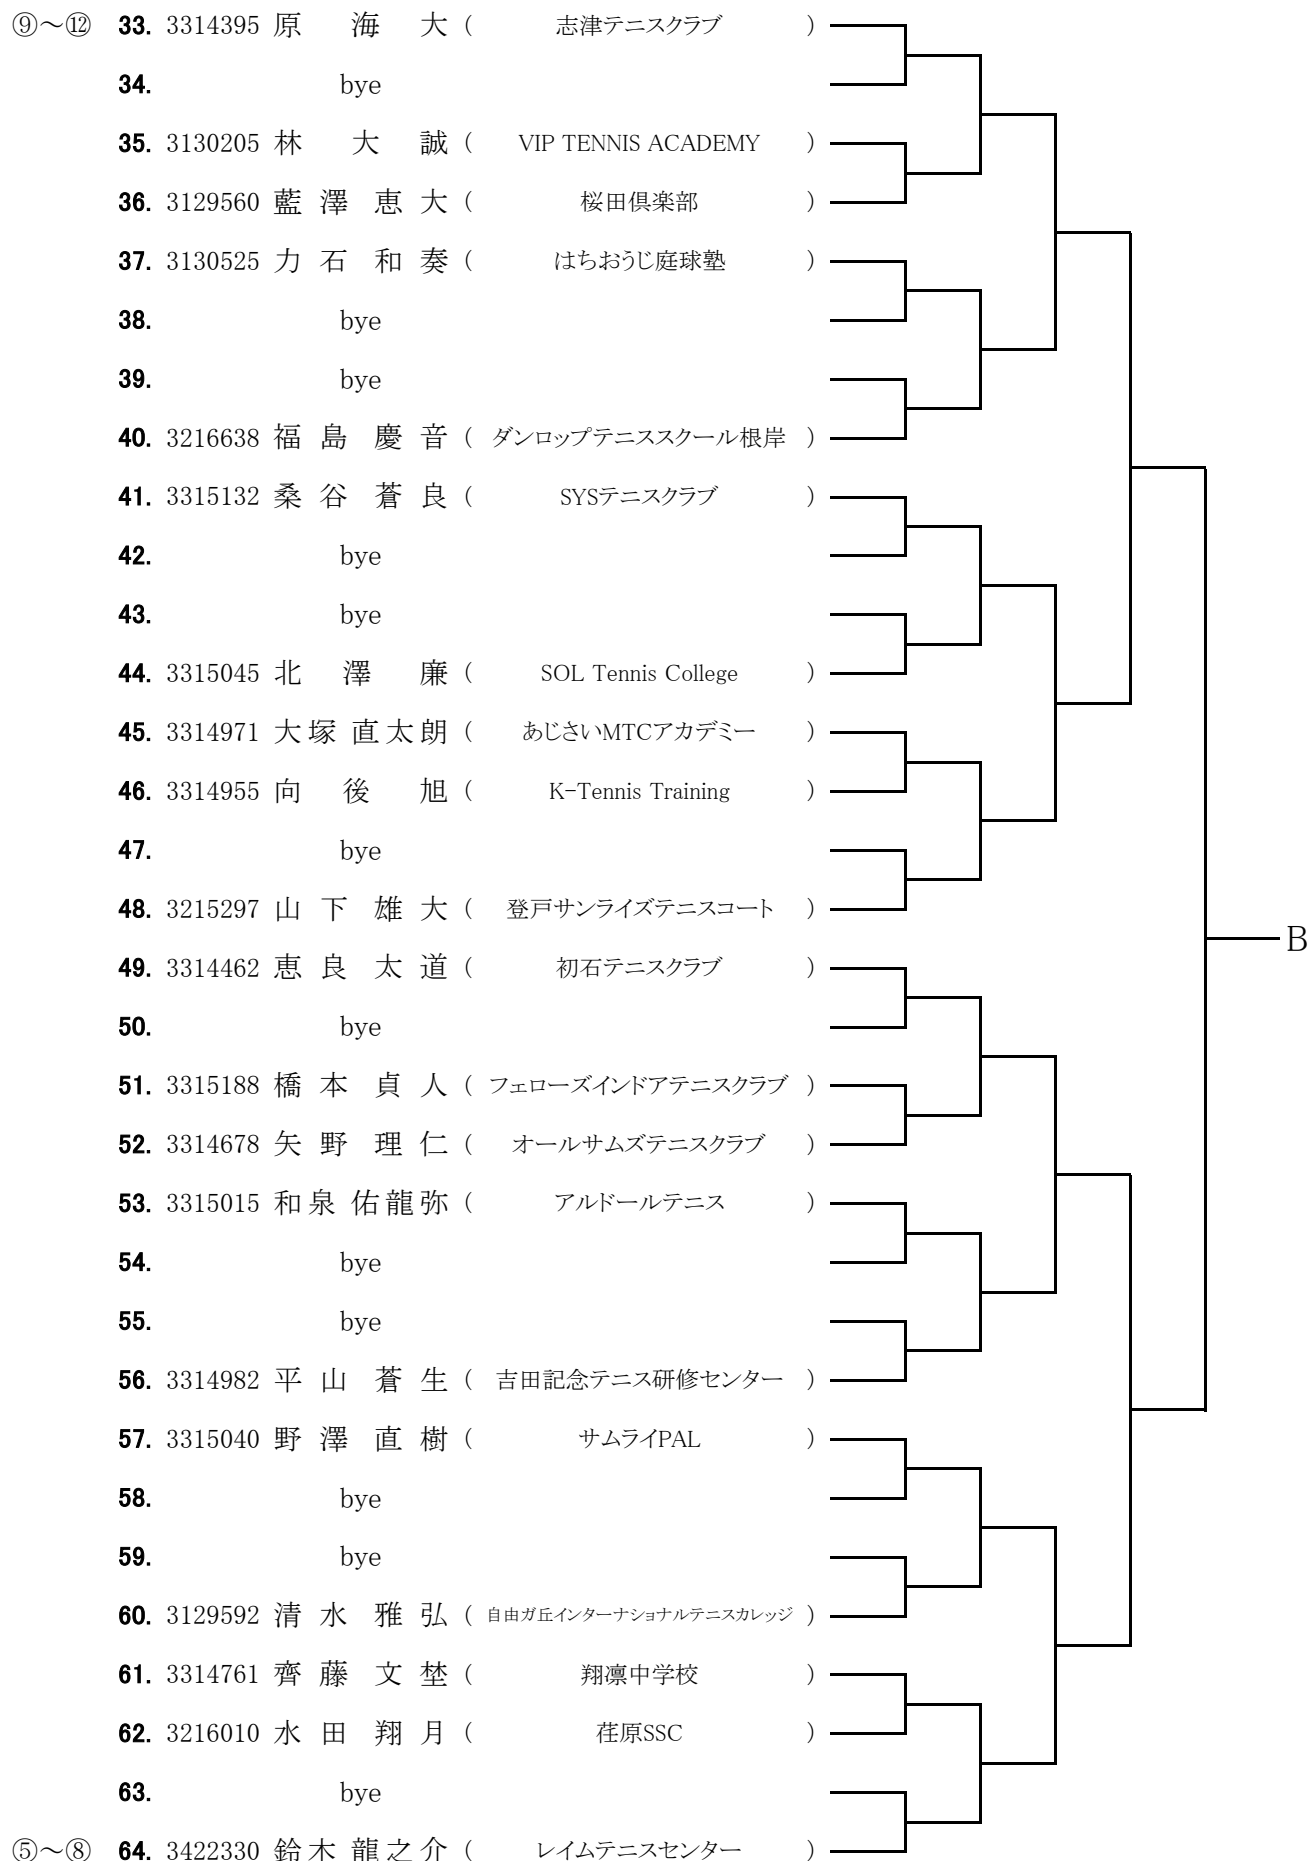 ⑨～⑫ 33. 3314395 原 海 大 ( 志津テニスクラブ )
34. bye
35. 3130205 林 大 誠 ( VIP TENNIS ACADEMY )
36. 3129560 藍 澤 恵 大 ( 桜田倶楽部 )
37. 3130525 力 石 和 奏 ( はちおうじ庭球塾 )
38. bye
39. bye
40. 3216638 福 島 慶 音 ( ダンロップテニススクール根岸 )
41. 3315132 桑 谷 蒼 良 ( SYSテニスクラブ )
42. bye
43. bye
44. 3315045 北 澤 廉 ( SOL Tennis College )
45. 3314971 大塚 直太朗 ( あじさいMTCアカデミー )
46. 3314955 向 後 旭 ( K-Tennis Training )
47. bye
48. 3215297 山 下 雄 大 ( 登戸サンライズテニスコート )
B
49. 3314462 恵 良 太 道 ( 初石テニスクラブ )
50. bye
51. 3315188 橋 本 貞 人 ( フェローズインドアテニスクラブ )
52. 3314678 矢 野 理 仁 ( オールサムズテニスクラブ )
53. 3315015 和泉 佑龍弥 ( アルドールテニス )
54. bye
55. bye
56. 3314982 平 山 蒼 生 ( 吉田記念テニス研修センター )
57. 3315040 野 澤 直 樹 ( サムライPAL )
58. bye
59. bye
60. 3129592 清 水 雅 弘 ( 自由ガ丘インターナショナルテニスカレッジ )
61. 3314761 齊 藤 文 埜 ( 翔凛中学校 )
62. 3216010 水 田 翔 月 ( 荏原SSC )
63. bye
⑤～⑧ 64. 3422330 鈴木 龍之介 ( レイムテニスセンター )